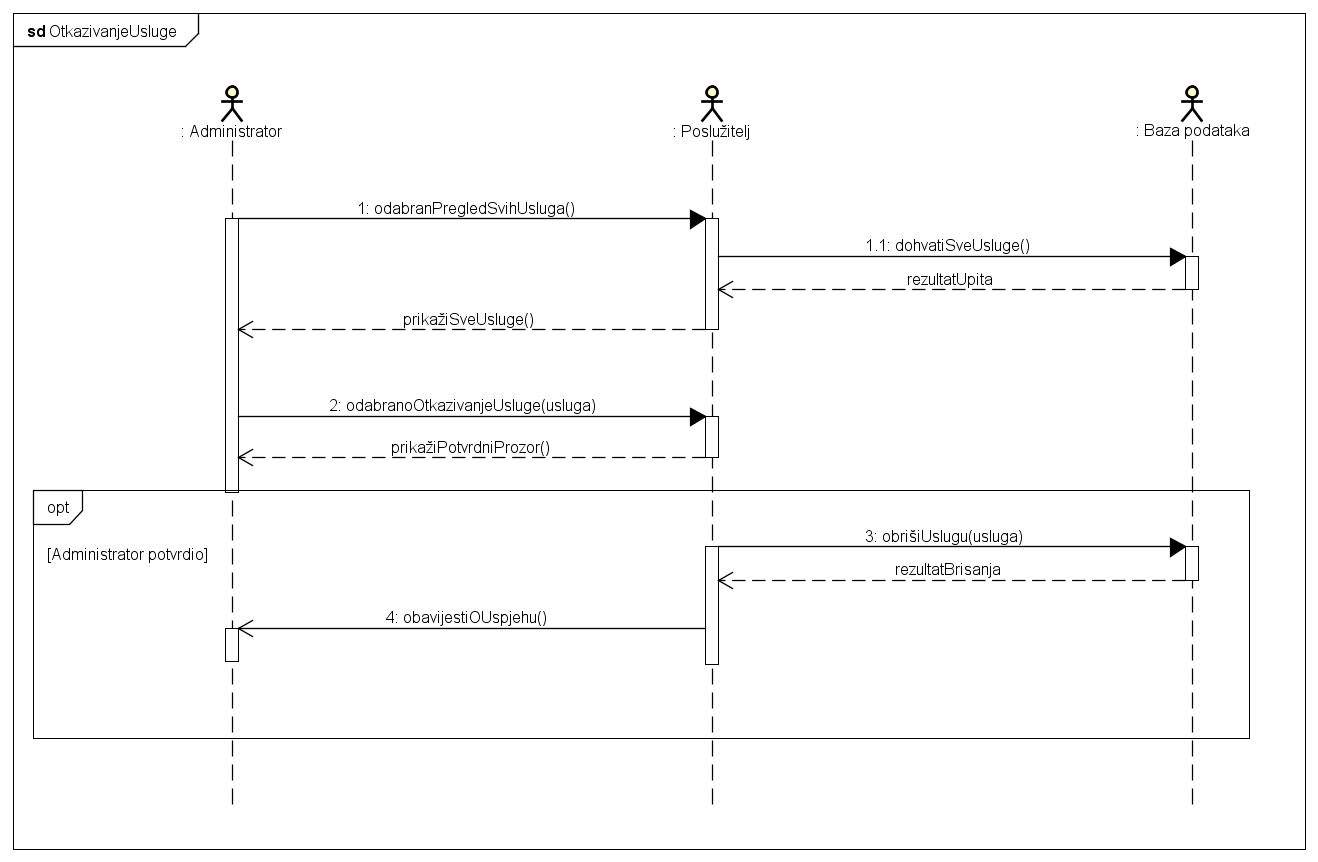 sd OtkazivanjeUsluge
: Administrator
: Poslužitelj
: Baza podataka
1: odabranPregledSvihUsluga()
1.1: dohvatiSveUsluge()
rezultatUpita
prikažiSveUsluge()
2: odabranoOtkazivanjeUsluge(usluga)
prikažiPotvrdniProzor()
opt
[Administrator potvrdio]
3: obrišiUslugu(usluga)
rezultatBrisanja
4: obavijestiOUspjehu()